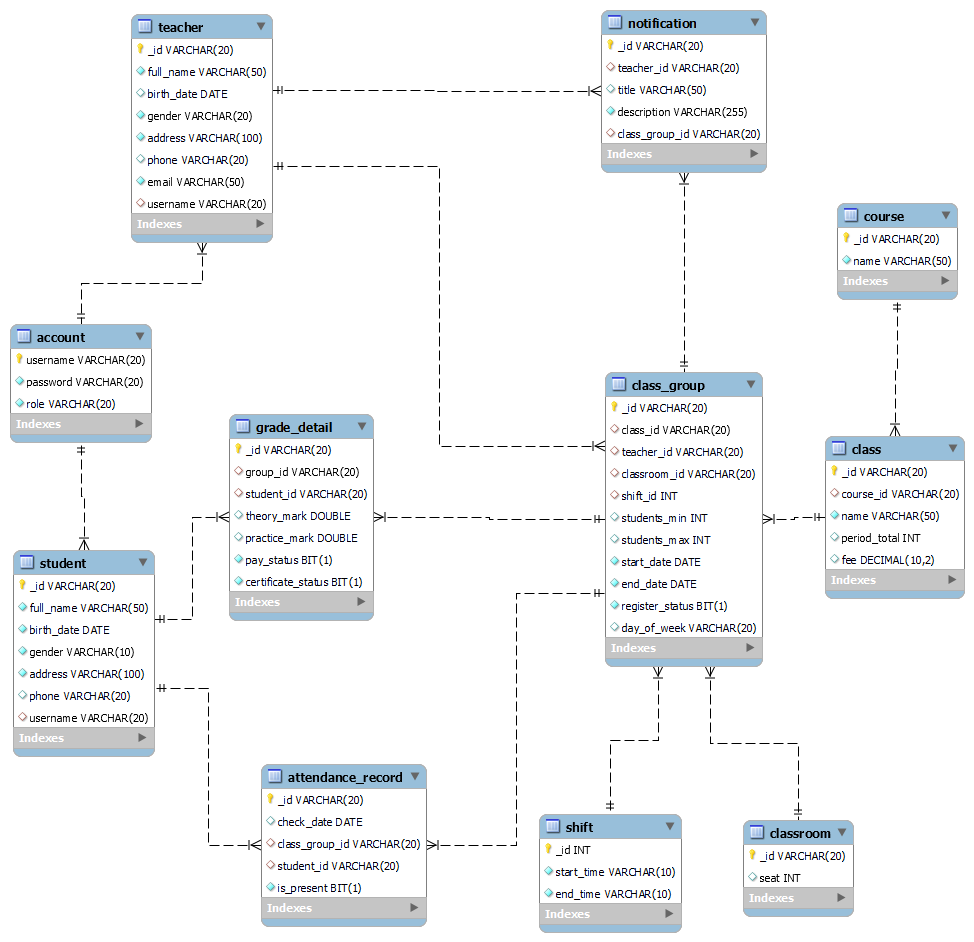 teacher
_id VARCHAR(20)
full_name VARCHAR(50)
birth_date DATE
gender VARCHAR(20)
address VARCHAR(100)
phone VARCHAR(20)
email VARCHAR(50)
username VARCHAR(20)
Indexes
notification
_id VARCHAR(20)
teacher_id VARCHAR(20)
title VARCHAR(50)
description VARCHAR(255)
class_group_id VARCHAR(20)
Indexes
course
_id VARCHAR(20)
name VARCHAR(50)
Indexes
account
username VARCHAR(20)
password VARCHAR(20)
role VARCHAR(20)
Indexes
grade_detail
_id VARCHAR(20)
group_id VARCHAR(20)
student_id VARCHAR(20)
theory_mark DOUBLE
practice_mark DOUBLE
pay_status BIT(1)
certificate_status BIT(1)
Indexes
class_group
_id VARCHAR(20)
class_id VARCHAR(20)
teacher_id VARCHAR(20)
classroom_id VARCHAR(20)
shift_id INT
students_min INT
students_max INT
start_date DATE
end_date DATE
register_status BIT(1)
day_of_week VARCHAR(20)
Indexes
class
_id VARCHAR(20)
course_id VARCHAR(20)
name VARCHAR(50)
period_total INT
fee DECIMAL(10,2)
Indexes
student
_id VARCHAR(20)
full_name VARCHAR(50)
birth_date DATE
gender VARCHAR(10)
address VARCHAR(100)
phone VARCHAR(20)
username VARCHAR(20)
Indexes
attendance_record
_id VARCHAR(20)
check_date DATE
class_group_id VARCHAR(20)
student_id VARCHAR(20)
is_present BIT(1)
Indexes
shift
_id INT
start_time VARCHAR(10)
end_time VARCHAR(10)
Indexes
classroom
_id VARCHAR(20)
seat INT
Indexes